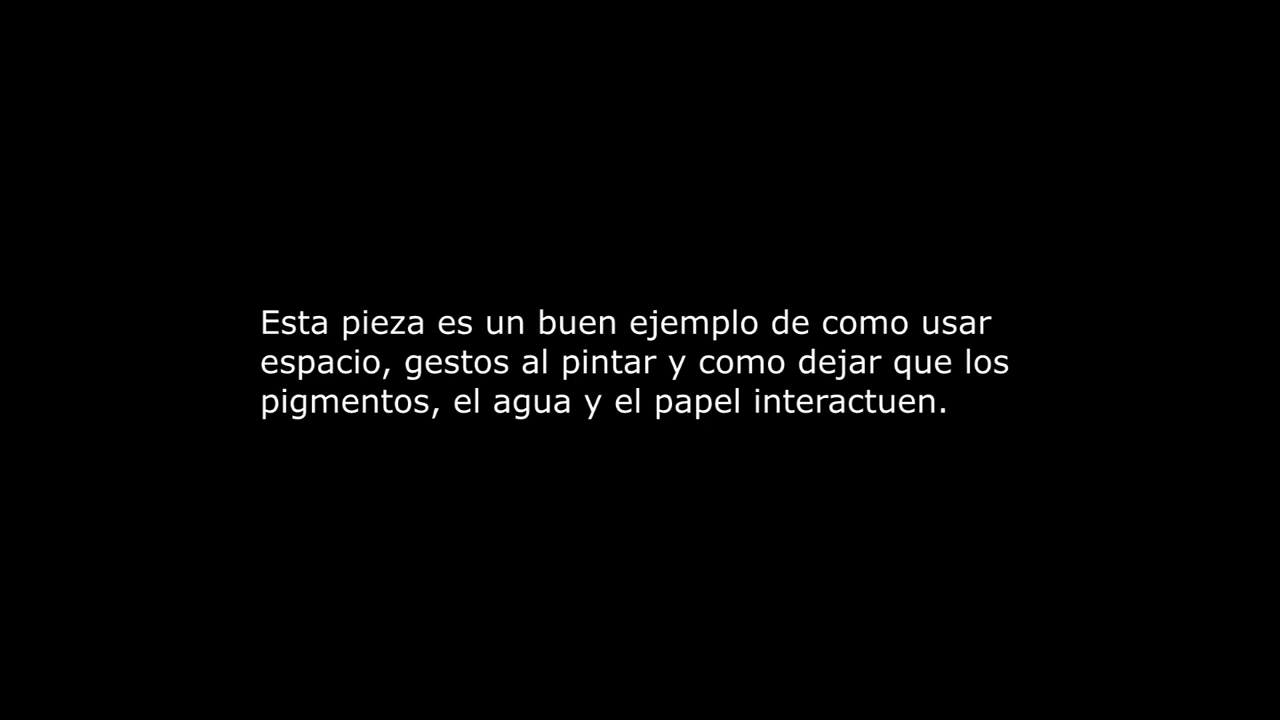 Esta pieza es un buen ejemplo de como usar
espacio, gestos al pintar y como dejar que los
pigmentos, el agua y el papel interactuen.